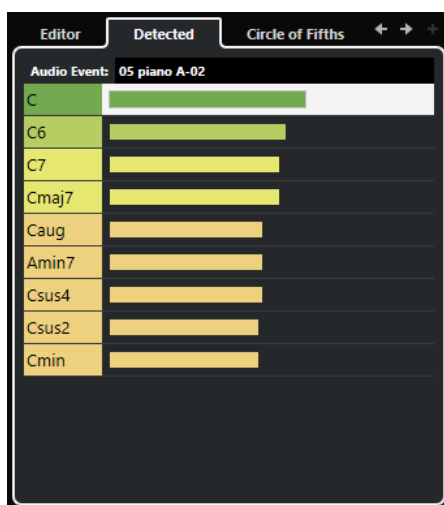 Editor Detected Circle of Fifths
Audio Event: 05 piano A-02
C
C6
C7
Cmaj7
Caug
Amin7
Csus4
Csus2
Cmin